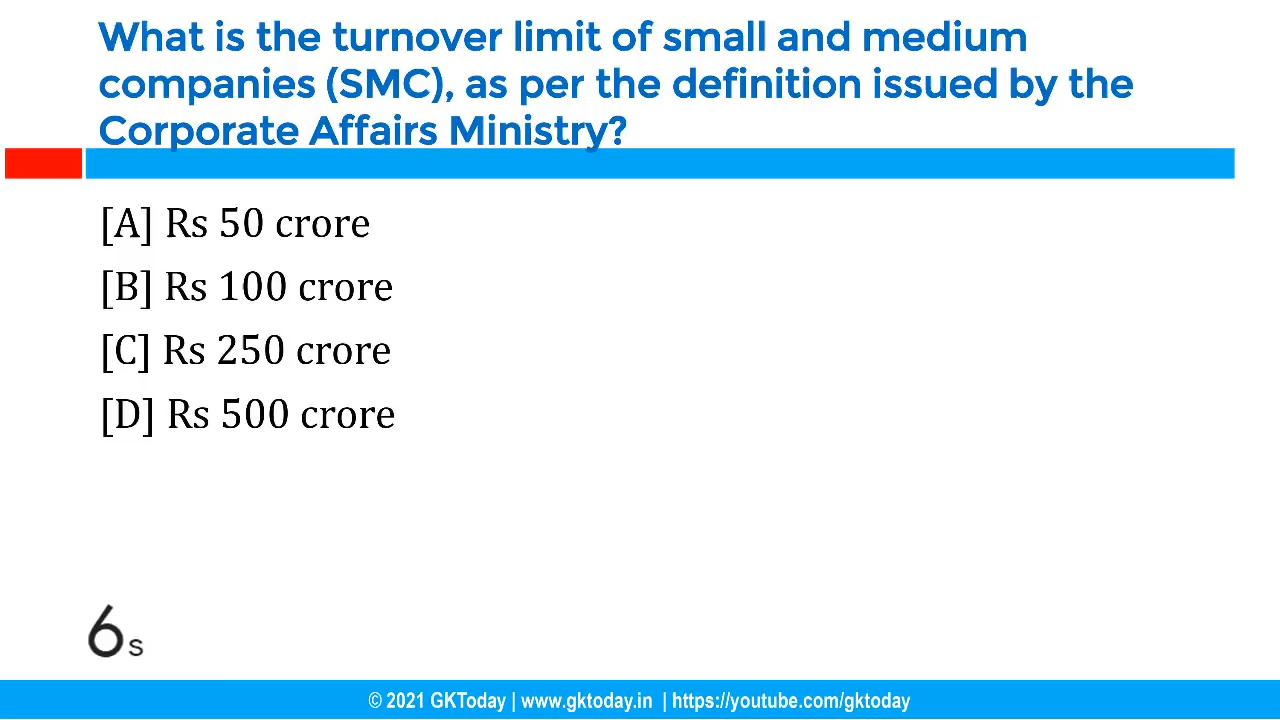 What is the turnover limit of small and medium
companies (SMC), as per the definition issued by the
Corporate Affairs Ministry?
[A] Rs 50 crore
[B] Rs 100 crore
[C] Rs 250 crore
[D] Rs 500 crore
6s
© 2021 GKToday | www.gktoday.in | https://youtube.com/gktoday